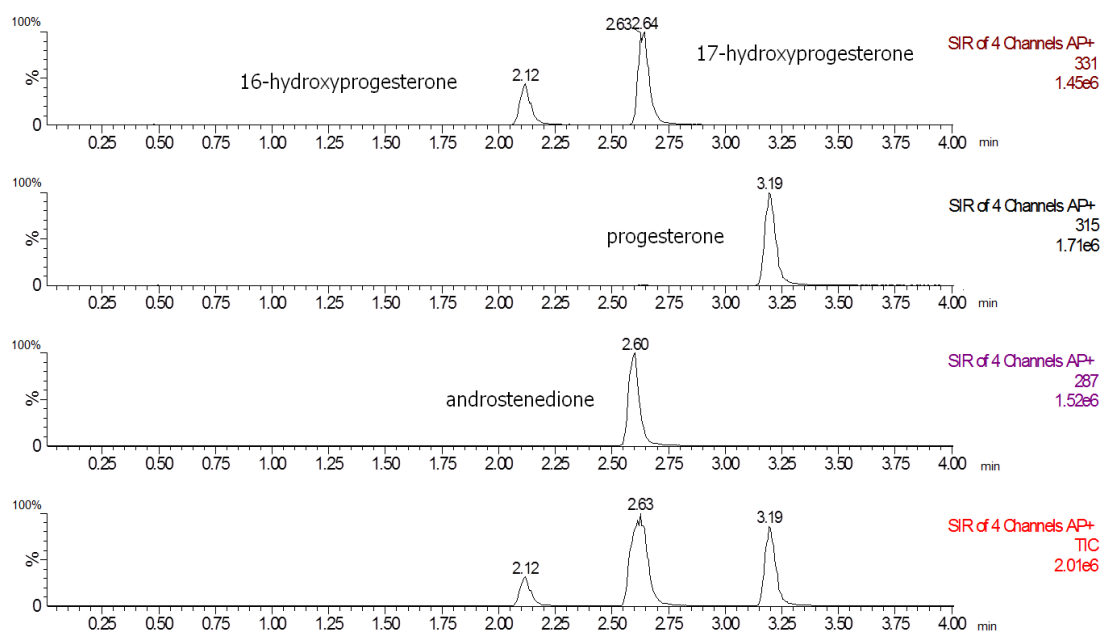 100%
2.632.64
SIR of 4 Channels AP+
331
1.45e6
17-hydroxyprogesterone
16-hydroxyprogesterone
2.12
%
0
0.25 0.50 0.75 1.00 1.25 1.50 1.75 2.00 2.25 2.50 2.75 3.00 3.25 3.50 3.75 4.00 min
100%
3.19
SIR of 4 Channels AP+
315
1.71e6
progesterone
%
0
0.25 0.50 0.75 1.00 1.25 1.50 1.75 2.00 2.25 2.50 2.75 3.00 3.25 3.50 3.75 4.00 min
100%
2.60
SIR of 4 Channels AP+
287
1.52e6
androstenedione
%
0
0.25 0.50 0.75 1.00 1.25 1.50 1.75 2.00 2.25 2.50 2.75 3.00 3.25 3.50 3.75 4.00 min
100%
2.63
3.19
SIR of 4 Channels AP+
TIC
2.01e6
2.12
%
0
0.25 0.50 0.75 1.00 1.25 1.50 1.75 2.00 2.25 2.50 2.75 3.00 3.25 3.50 3.75 4.00 min